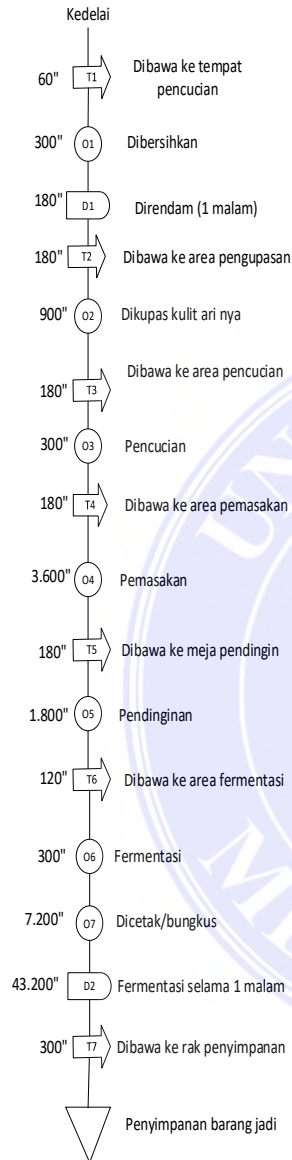 Kedelai
60" T1 Dibawa ke tempat
pencucian
300" O1 Dibersihkan
180" D1 Direndam (1 malam)
180" T2 Dibawa ke area pengupasan
900" O2 Dikupas kulit ari nya
Dibawa ke area pencucian
180" T3
300" O3 Pencucian
180" T4 Dibawa ke area pemasakan
3.600" O4 Pemasakan
180" T5 Dibawa ke meja pendingin
1.800" O5 Pendinginan
120" T6 Dibawa ke area fermentasi
300" O6 Fermentasi
7.200" O7 Dicetak/bungkus
43.200" D2 Fermentasi selama 1 malam
300" T7 Dibawa ke rak penyimpanan
Penyimpanan barang jadi